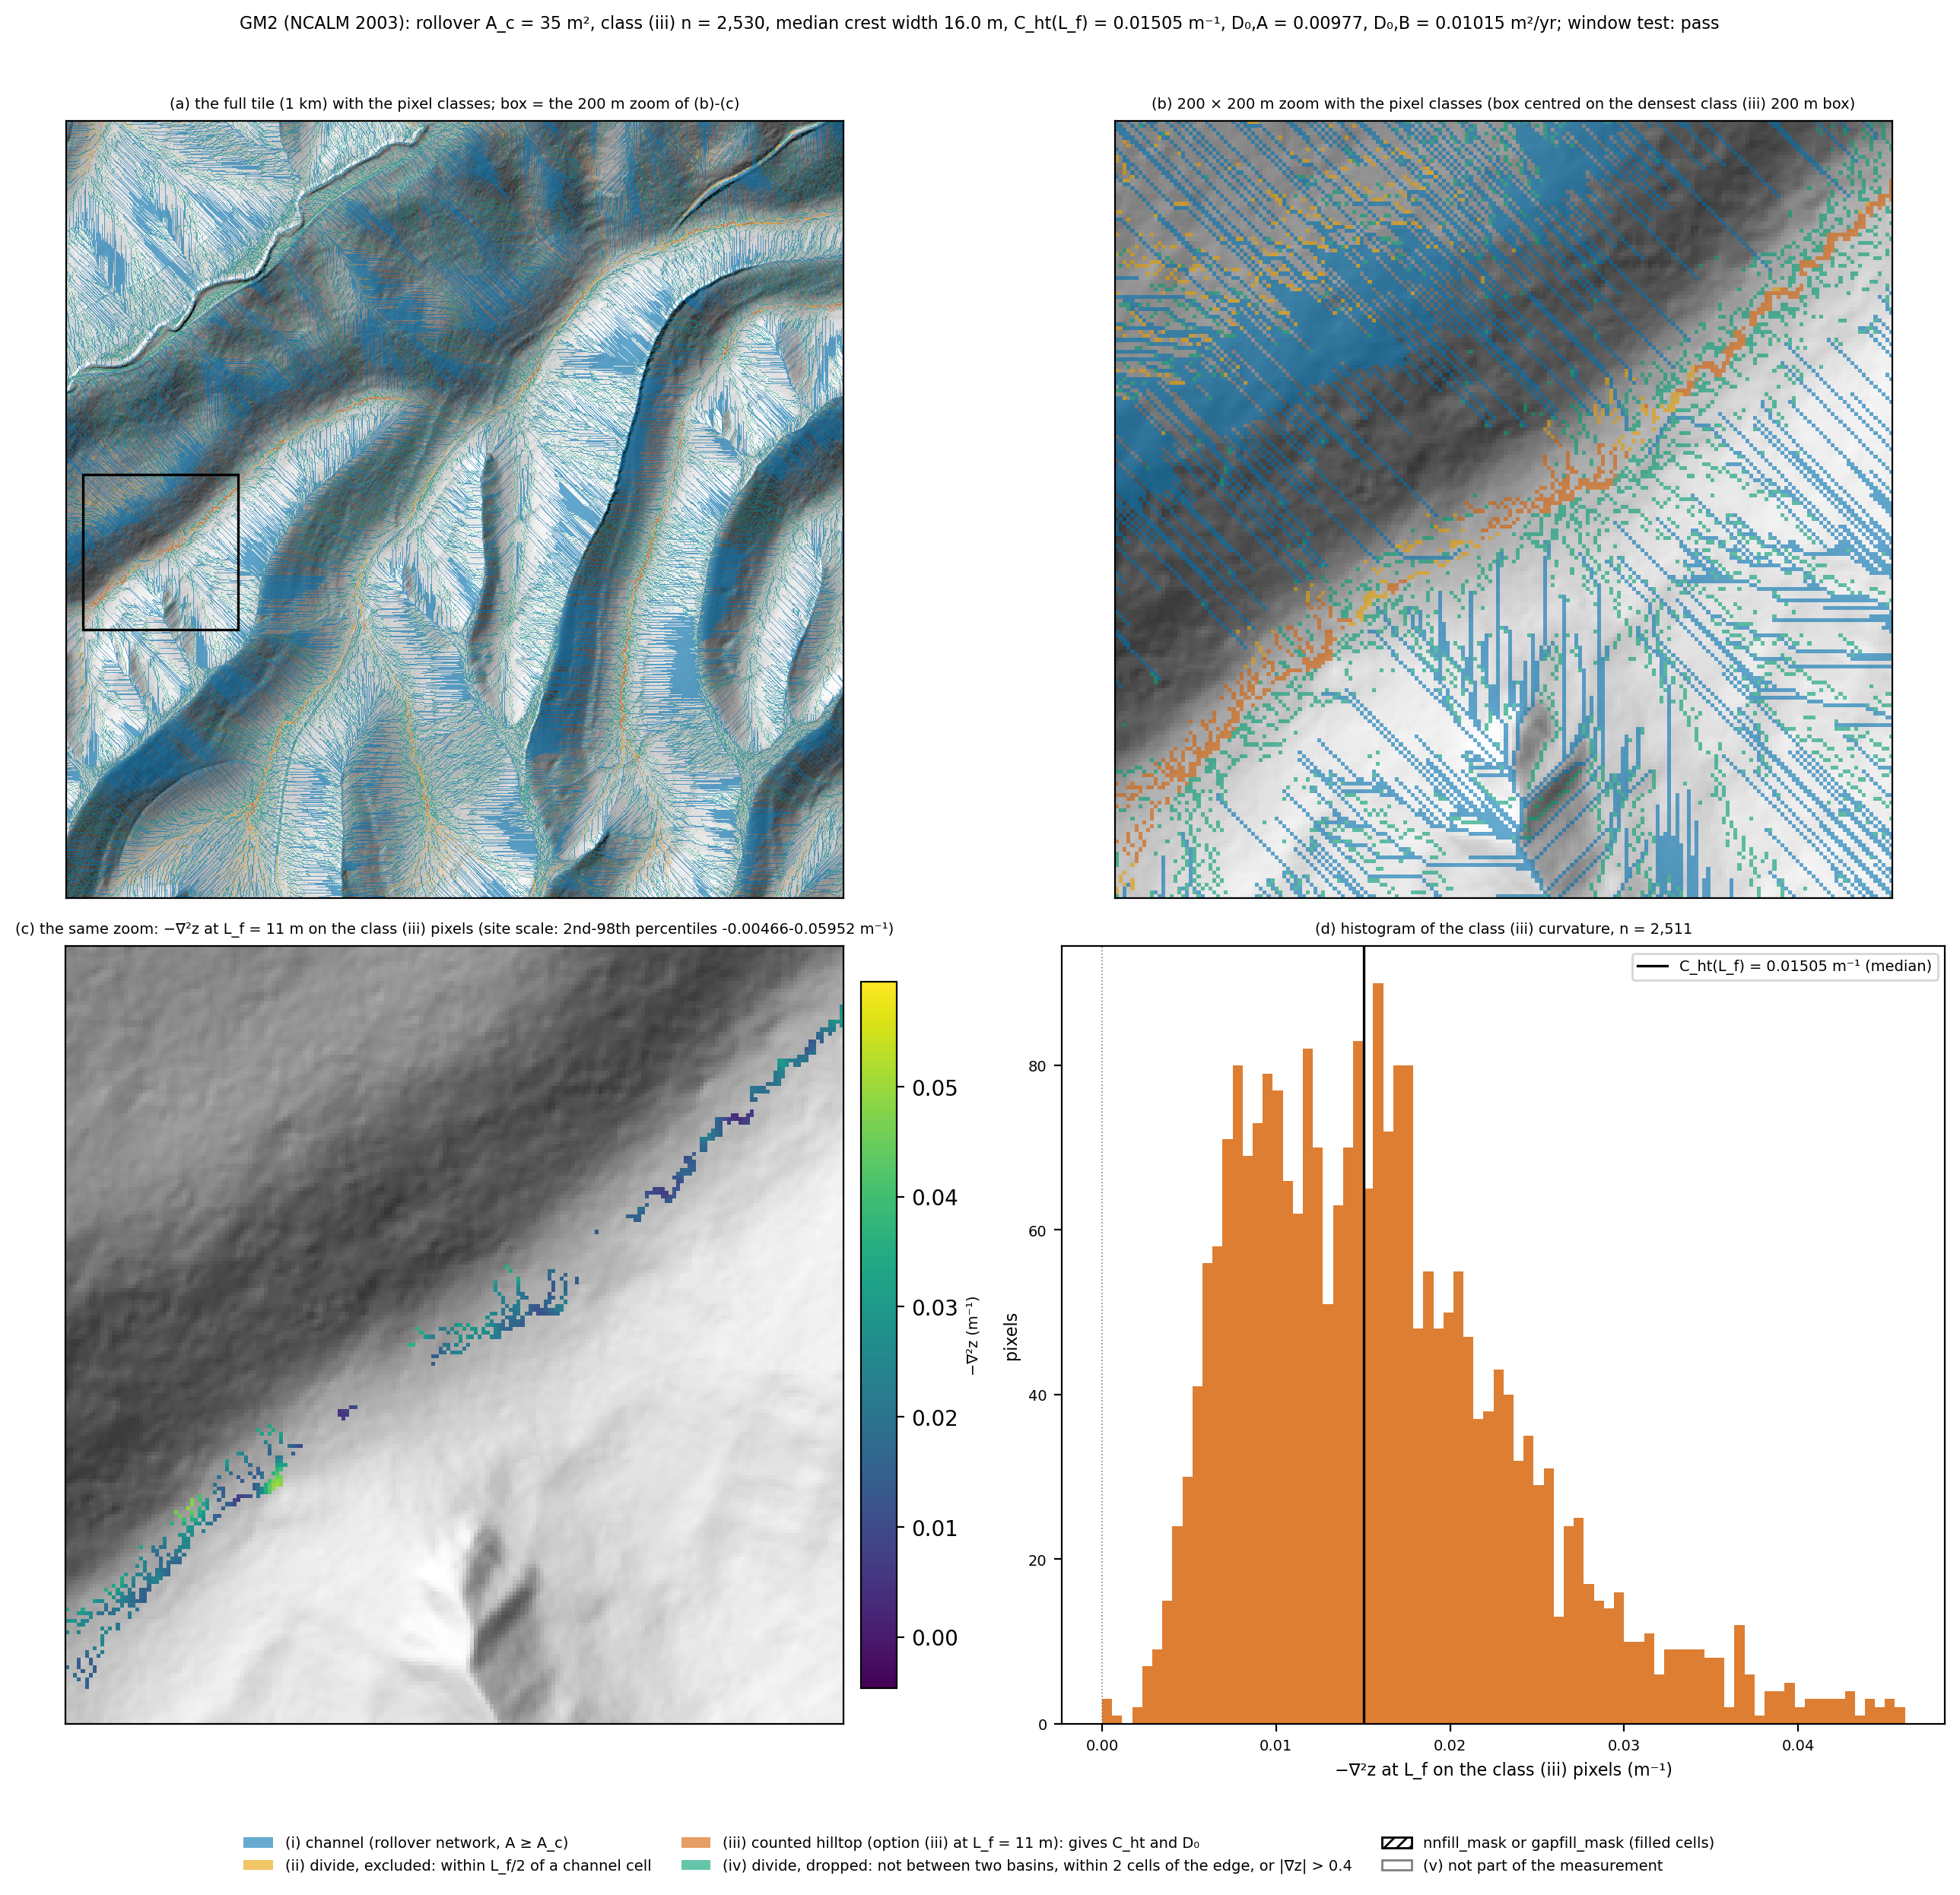 GM2 (NCALM 2003): rollover A_c = 35 m², class (iii) n = 2,530, median crest width 16.0 m, C_ht(L_f) = 0.01505 m⁻¹, D₀,A = 0.00977, D₀,B = 0.01015 m²/yr; window test: pass
(a) the full tile (1 km) with the pixel classes; box = the 200 m zoom of (b)-(c)
(b) 200 × 200 m zoom with the pixel classes (box centred on the densest class (iii) 200 m box)
(c) the same zoom: −∇²z at L_f = 11 m on the class (iii) pixels (site scale: 2nd-98th percentiles -0.00466-0.05952 m⁻¹)
0.05
0.04
0.03
0.02
0.01
0.00
−∇²z (m⁻¹)
(d) histogram of the class (iii) curvature, n = 2,511
C_ht(L_f) = 0.01505 m⁻¹ (median)
pixels
80
60
40
20
0
0.00
0.01
0.02
0.03
0.04
−∇²z at L_f on the class (iii) pixels (m⁻¹)
(i) channel (rollover network, A ≥ A_c)
(ii) divide, excluded: within L_f/2 of a channel cell
(iii) counted hilltop (option (iii) at L_f = 11 m): gives C_ht and D₀
(iv) divide, dropped: not between two basins, within 2 cells of the edge, or |∇z| > 0.4
nnfill_mask or gapfill_mask (filled cells)
(v) not part of the measurement